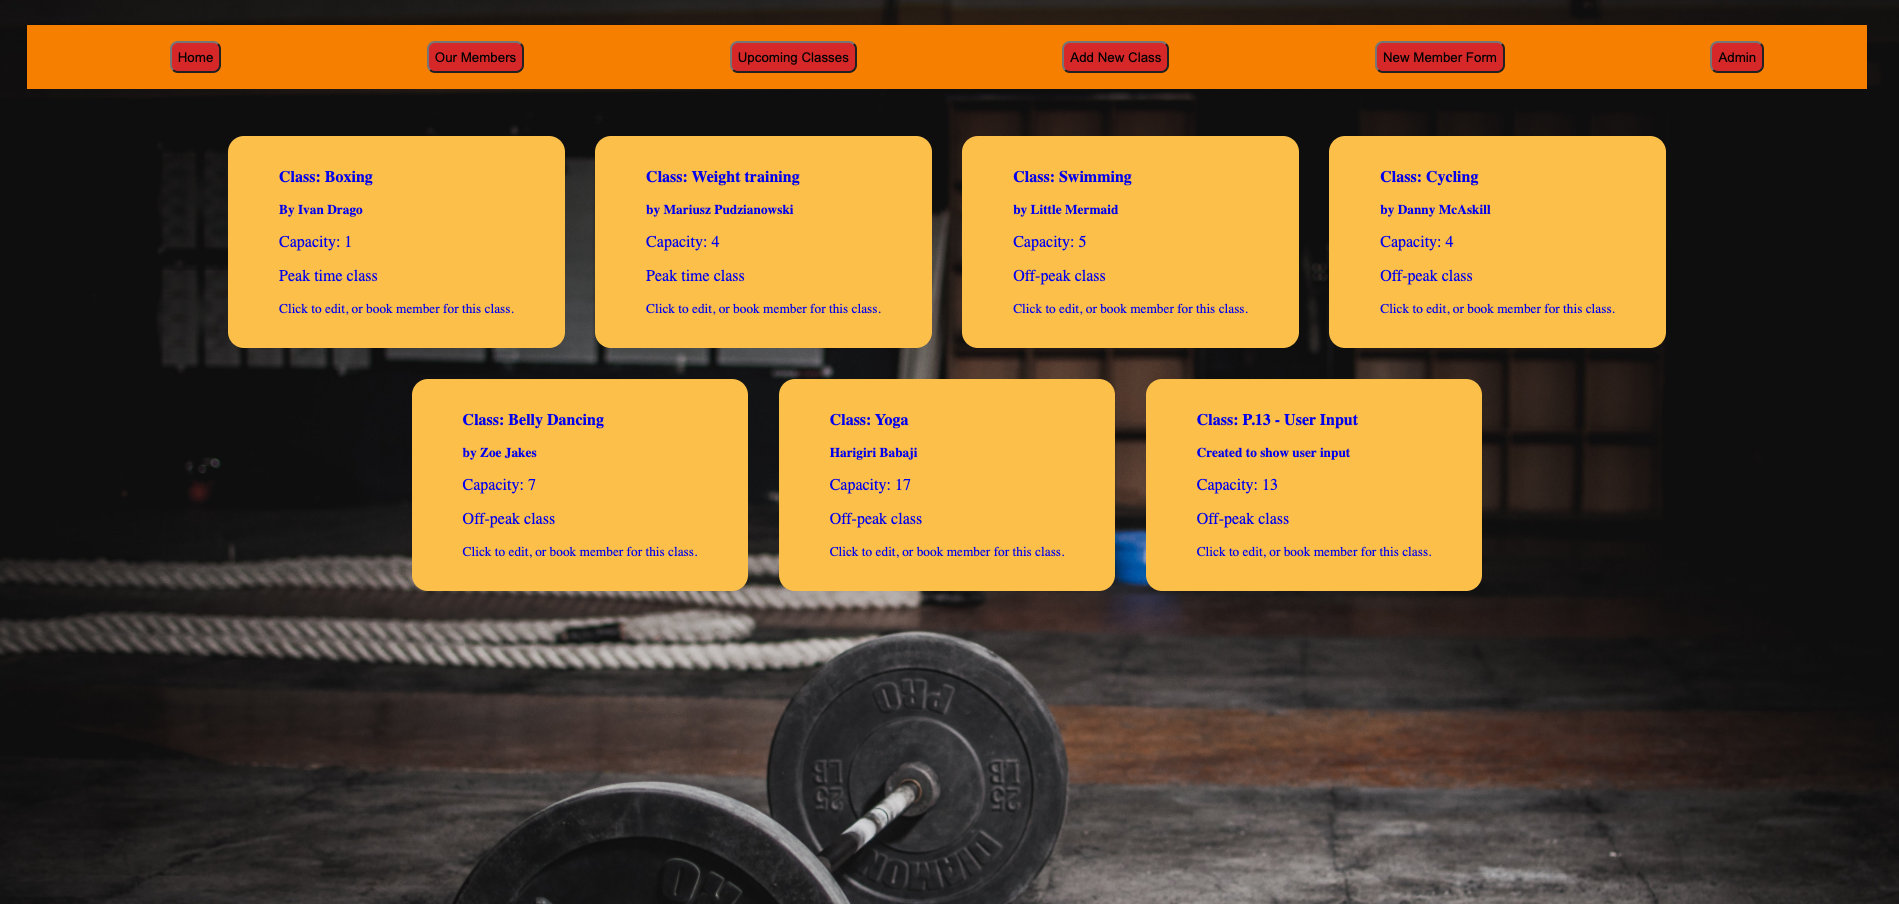 Home
Our Members
Upcoming Classes
Add New Class
New Member Form
Admin
Class: Boxing
By Ivan Drago
Capacity: 1
Peak time class
Click to edit, or book member for this class.
Class: Weight training
by Mariusz Pudzianowski
Capacity: 4
Peak time class
Click to edit, or book member for this class.
Class: Swimming
by Little Mermaid
Capacity: 5
Off-peak class
Click to edit, or book member for this class.
Class: Cycling
by Danny McAskill
Capacity: 4
Off-peak class
Click to edit, or book member for this class.
Class: Belly Dancing
by Zoe Jakes
Capacity: 7
Off-peak class
Click to edit, or book member for this class.
Class: Yoga
Harigiri Babaji
Capacity: 17
Off-peak class
Click to edit, or book member for this class.
Class: P.13 - User Input
Created to show user input
Capacity: 13
Off-peak class
Click to edit, or book member for this class.
PRO
25
LB
25
LB